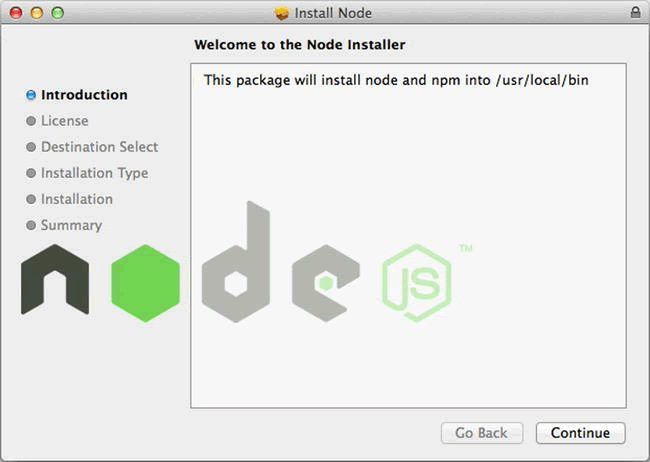 Install Node
Welcome to the Node Installer
This package will install node and npm into /usr/local/bin
Introduction
License
Destination Select
Installation Type
Installation
Summary
node
JS
TM
Go Back
Continue